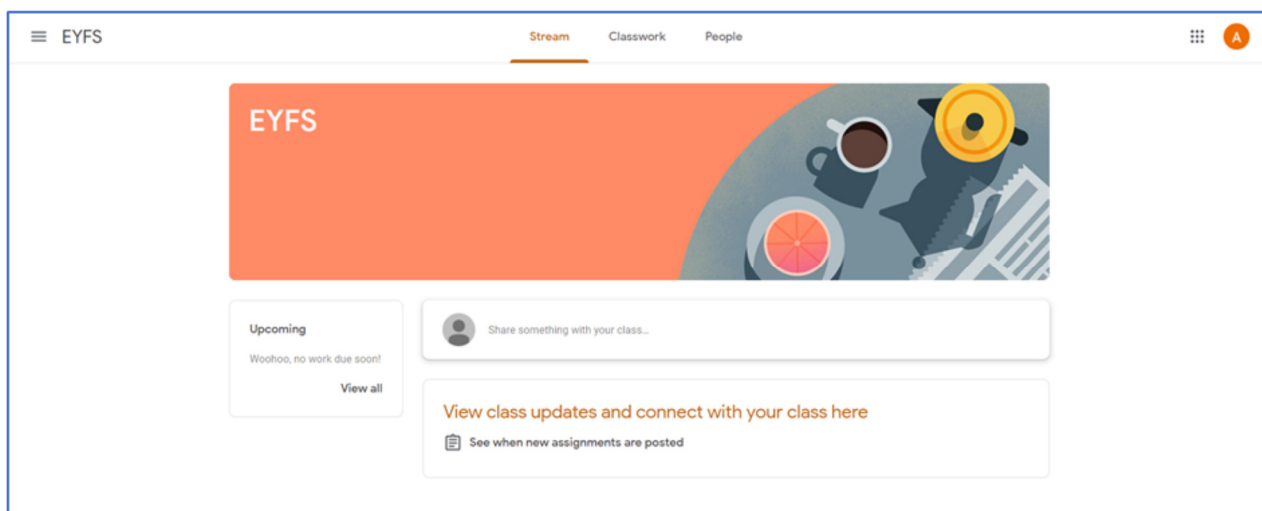 EYFS
Stream Classwork People
A
EYFS
Upcoming
Woohoo, no work due soon!
View all
Share something with your class...
View class updates and connect with your class here
See when new assignments are posted